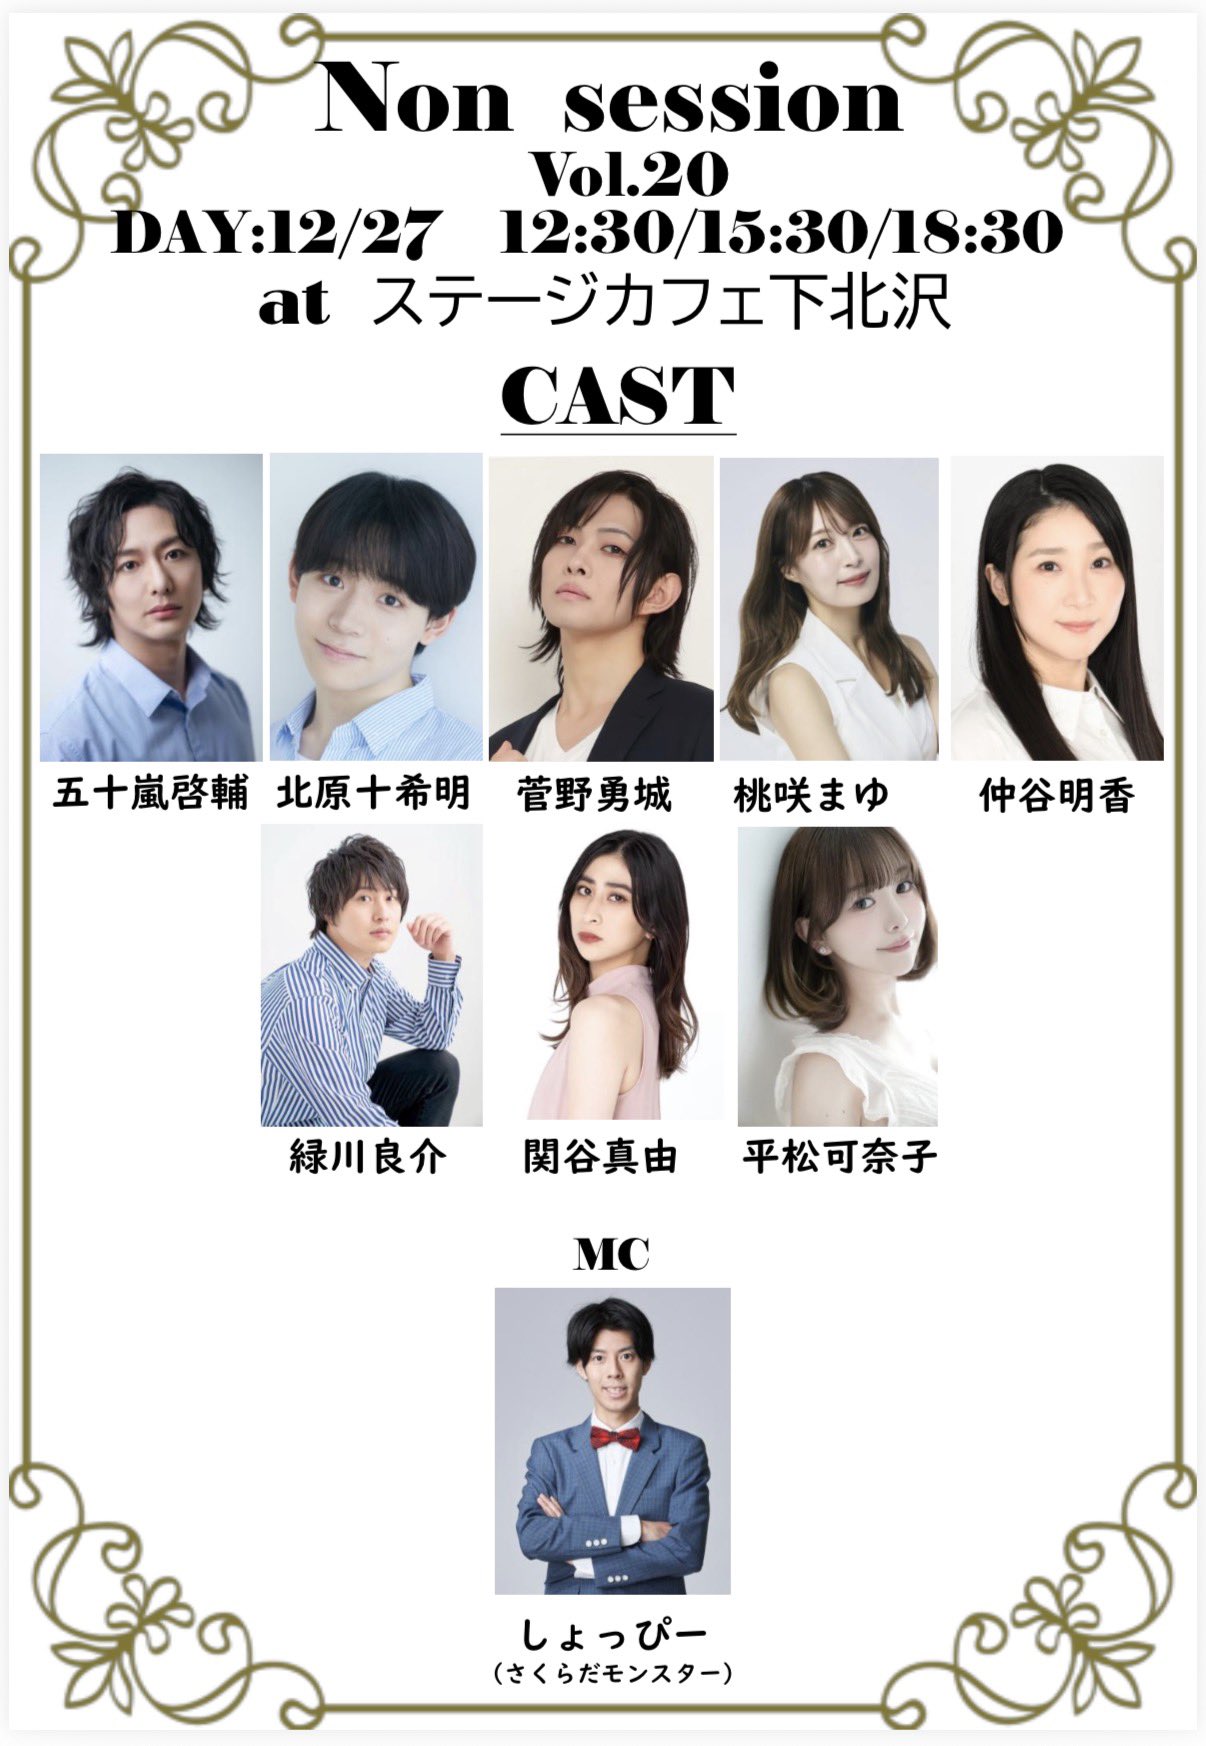 Non session
Vol.20
DAY:12/27 12:30/15:30/18:30
at ステージカフェ下北沢
CAST
五十嵐啓輔 北原十希明 菅野勇城 桃咲まゆ 仲谷明香
緑川良介 関谷真由 平松可奈子
MC
しょっぴー
(さくらだモンスター)